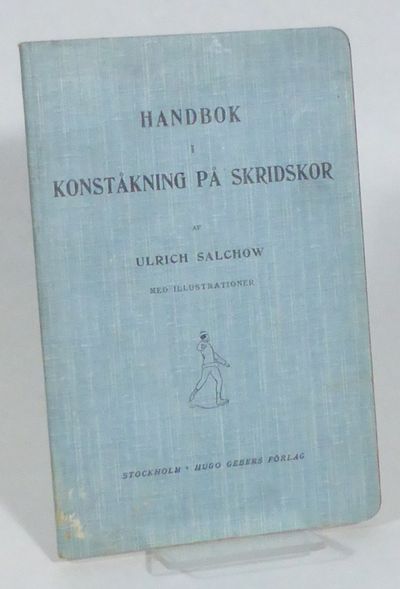 HANDBOK
I
KONSTÅKNING PÅ SKRIDSKOR
AF
ULRICH SALCHOW
MED ILLUSTRATIONER
STOCKHOLM • HUGO GEBERS FÖRLAG